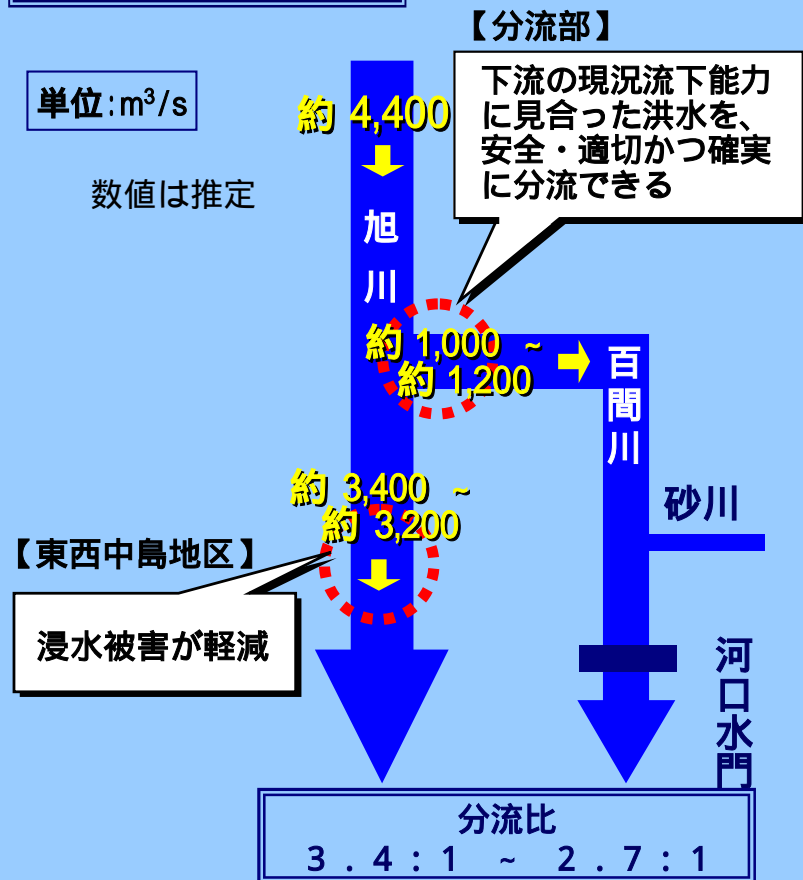 【分流部】
下流の現況流下能力
に見合った洪水を、
安全・適切かつ確実
に分流できる
単位:m³/s
約 4,400
数値は推定
旭川
約 1,000 ~
約 1,200
百間川
約 3,400 ~
約 3,200
砂川
【東西中島地区】
浸水被害が軽減
河口水門
分流比
3.4:1 ~ 2.7:1